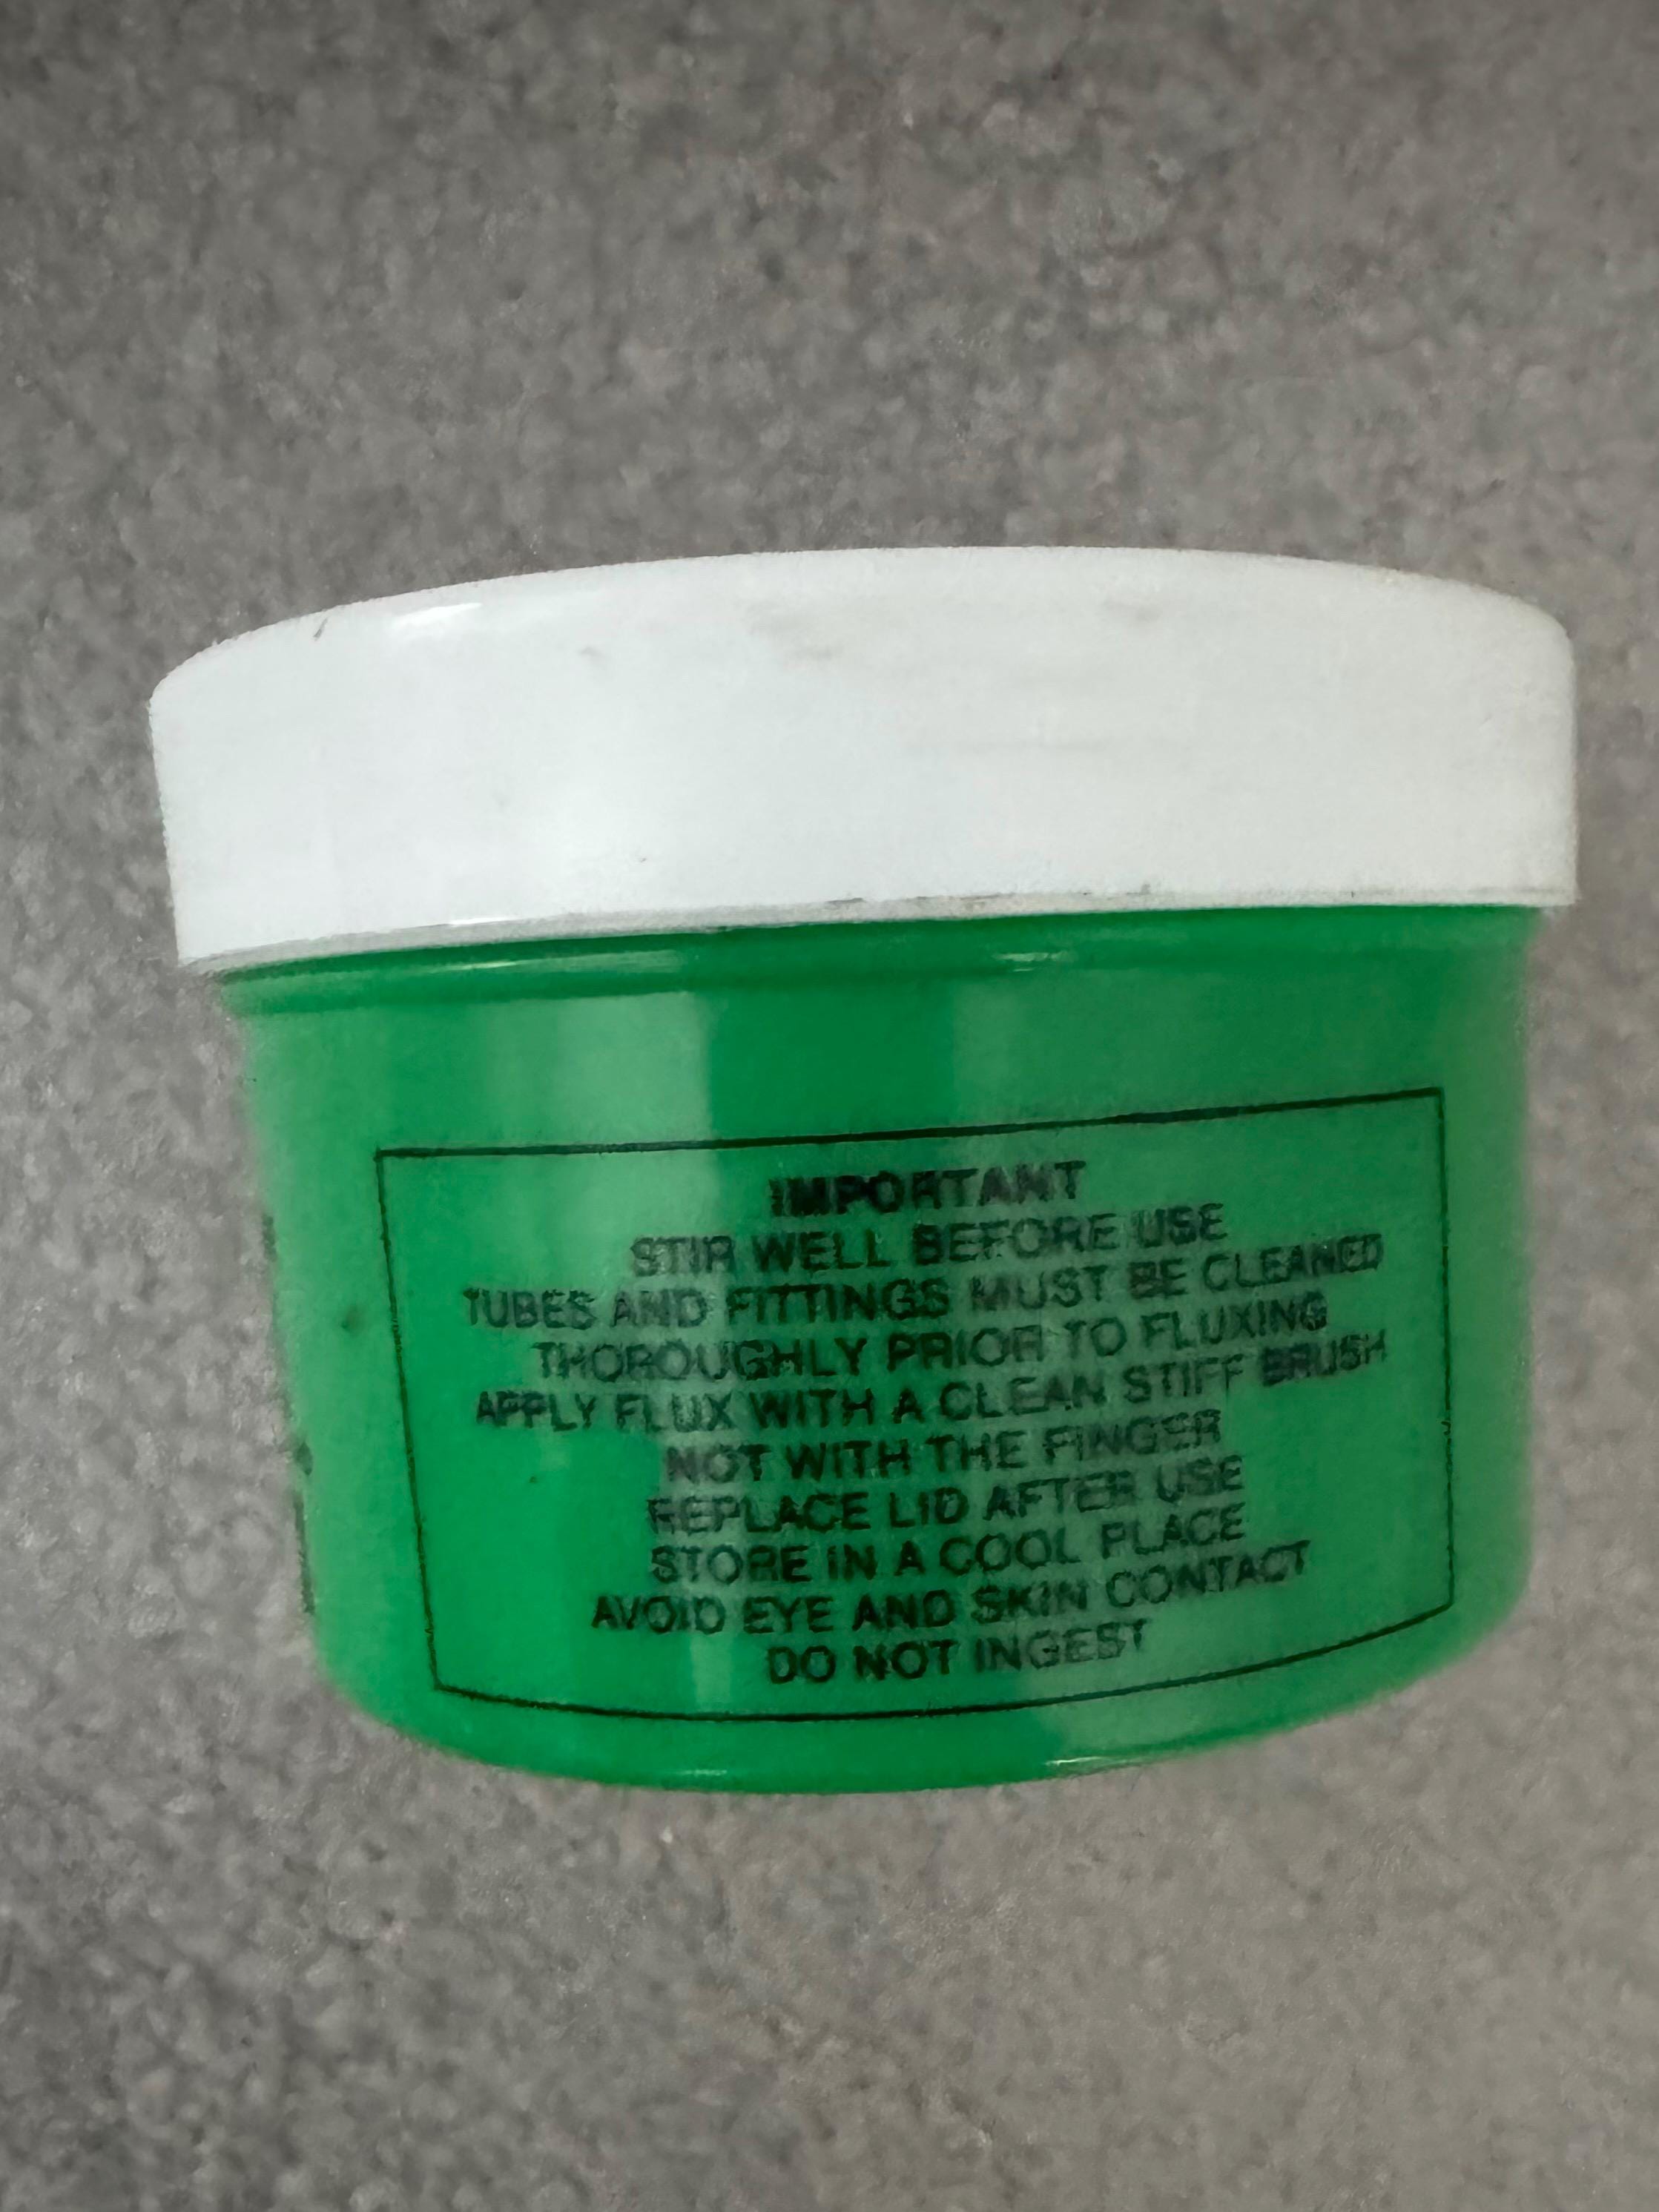 IMPORTANT
STIR WELL BEFORE USE
TUBES AND FITTINGS MUST BE CLEANED
THOROUGHLY PRIOR TO FLUXING
APPLY FLUX WITH A CLEAN STIFF BRUSH
NOT WITH THE FINGER
REPLACE LID AFTER USE
STORE IN A COOL PLACE
AVOID EYE AND SKIN CONTACT
DO NOT INGEST